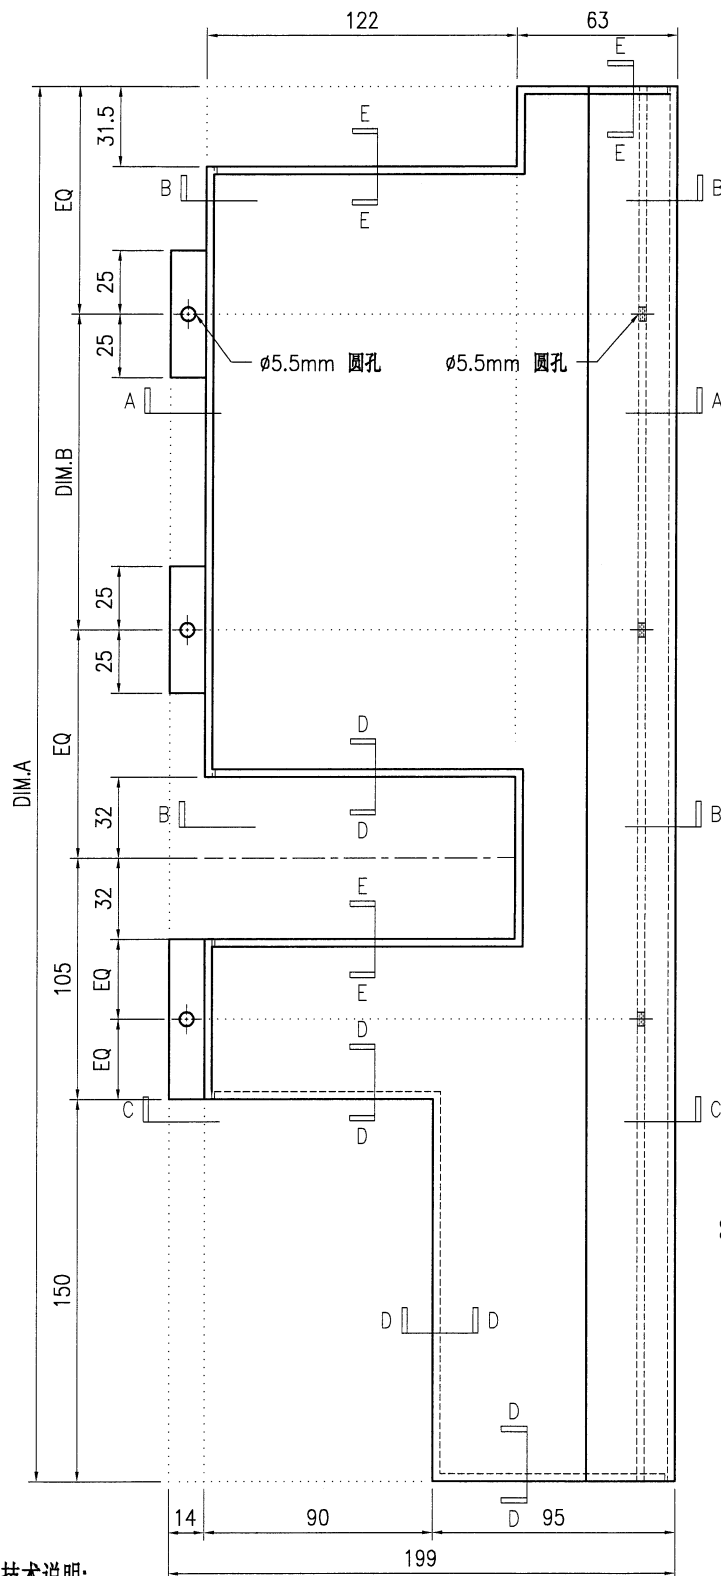 122
63
E
E
31.5
E
E
EQ
B
B
25
25
ø5.5mm 圆孔
ø5.5mm 圆孔
A
A
DIM.B
25
25
DIM.A
EQ
D
D
32
B
B
32
E
E
105
EQ
D
EQ
D
C
C
150
D
D
D
D
14
90
95
199
技术说明: